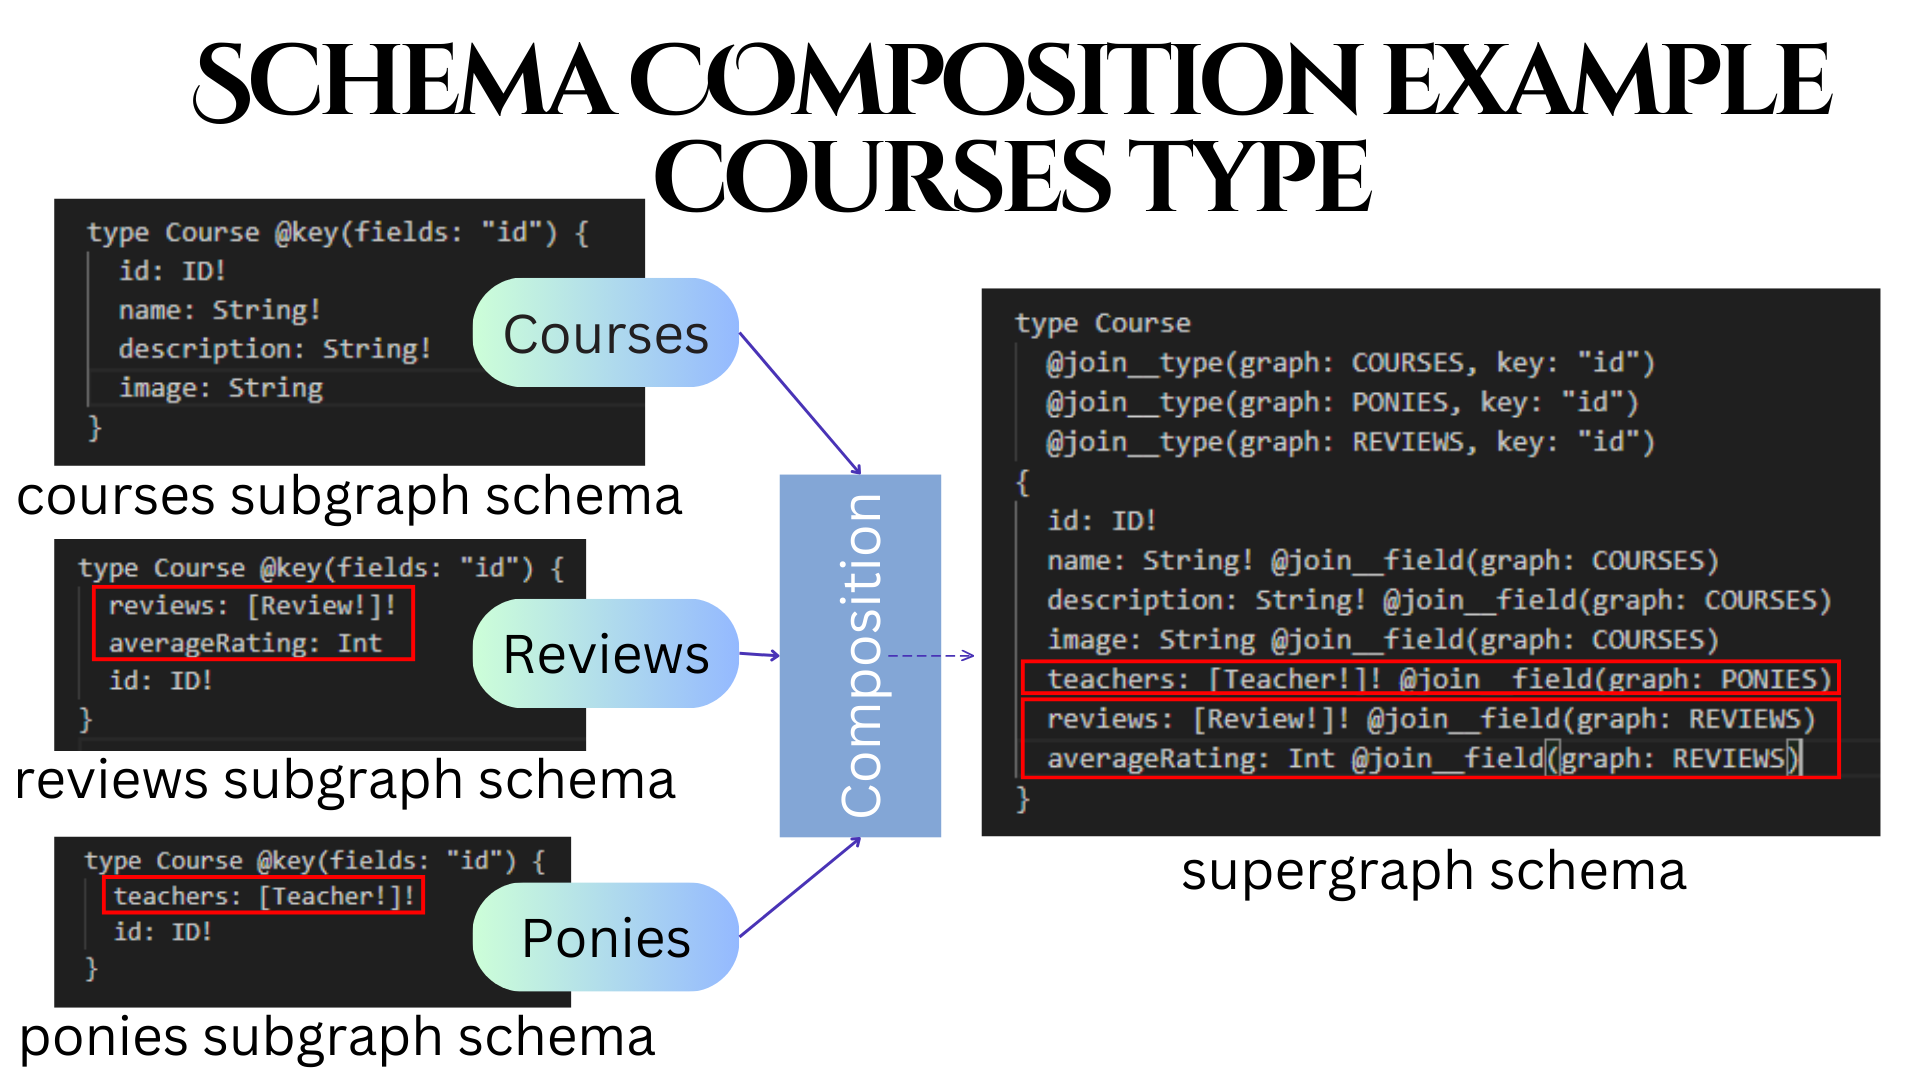 SCHEMA COMPOSITION EXAMPLE
COURSES TYPE
type Course @key(fields: "id") {
id: ID!
name: String!
description: String!
image: String
}
Courses
courses subgraph schema
type Course @key(fields: "id") {
reviews: [Review!]!
averageRating: Int
id: ID!
}
Reviews
reviews subgraph schema
type Course @key(fields: "id") {
teachers: [Teacher!]!
id: ID!
}
Ponies
ponies subgraph schema
Composition
type Course
@join__type(graph: COURSES, key: "id")
@join__type(graph: PONIES, key: "id")
@join__type(graph: REVIEWS, key: "id")
{
id: ID!
name: String! @join__field(graph: COURSES)
description: String! @join__field(graph: COURSES)
image: String @join__field(graph: COURSES)
teachers: [Teacher!]! @join__field(graph: PONIES)
reviews: [Review!]! @join__field(graph: REVIEWS)
averageRating: Int @join__field(graph: REVIEWS)
}
supergraph schema